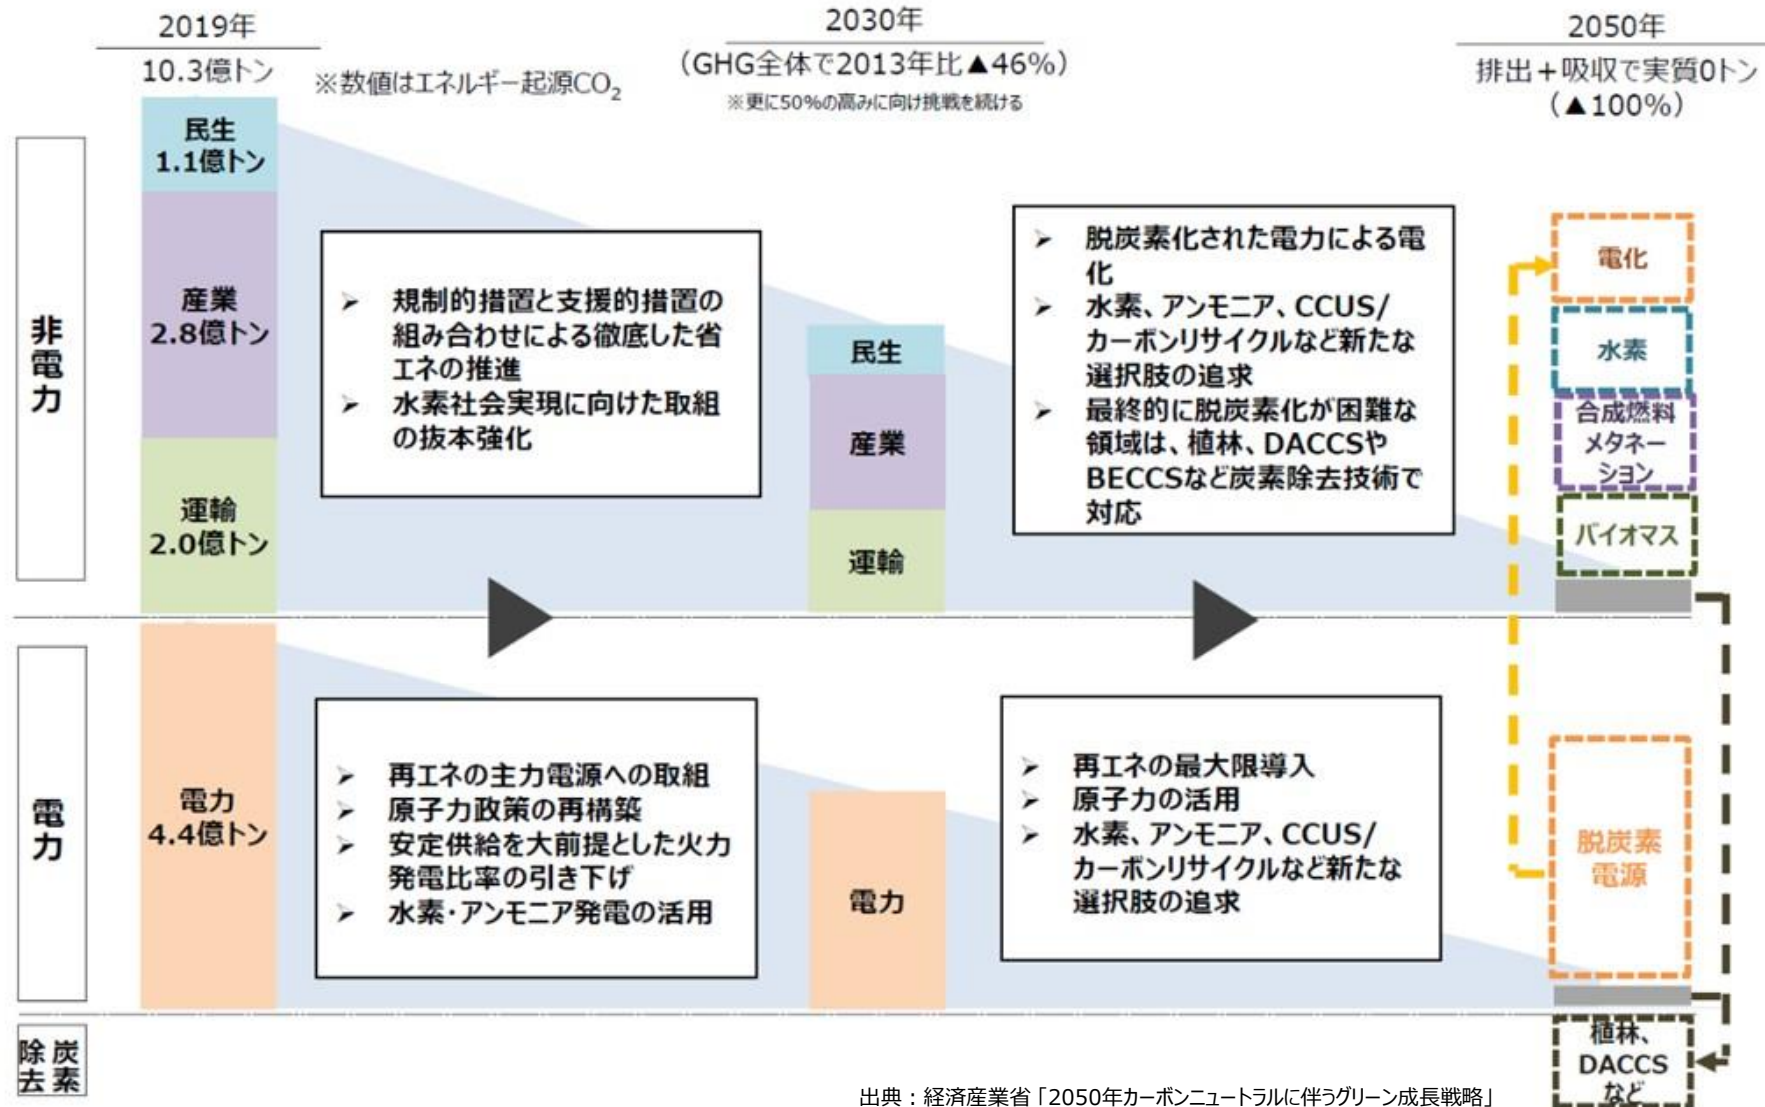 2019年
10.3億トン
※数値はエネルギー起源CO₂
2030年
（GHG全体で2013年比▲46%）
※更に50%の高みに向け挑戦を続ける
2050年
排出＋吸収で実質0トン
（▲100%）
非電力
民生
1.1億トン
産業
2.8億トン
運輸
2.0億トン
➢ 規制的措置と支援的措置の
組み合わせによる徹底した省
エネの推進
➢ 水素社会実現に向けた取組
の抜本強化
民生
産業
運輸
➢ 脱炭素化された電力による電
化
➢ 水素、アンモニア、CCUS/
カーボンリサイクルなど新たな
選択肢の追求
➢ 最終的に脱炭素化が困難な
領域は、植林、DACCSや
BECCSなど炭素除去技術で
対応
電化
水素
合成燃料
メタネー
ション
バイオマス
電力
電力
4.4億トン
➢ 再エネの主力電源への取組
➢ 原子力政策の再構築
➢ 安定供給を大前提とした火力
発電比率の引き下げ
➢ 水素・アンモニア発電の活用
電力
➢ 再エネの最大限導入
➢ 原子力の活用
➢ 水素、アンモニア、CCUS/
カーボンリサイクルなど新たな
選択肢の追求
脱炭素
電源
炭素
除去
植林、
DACCS
など
出典：経済産業省「2050年カーボンニュートラルに伴うグリーン成長戦略」